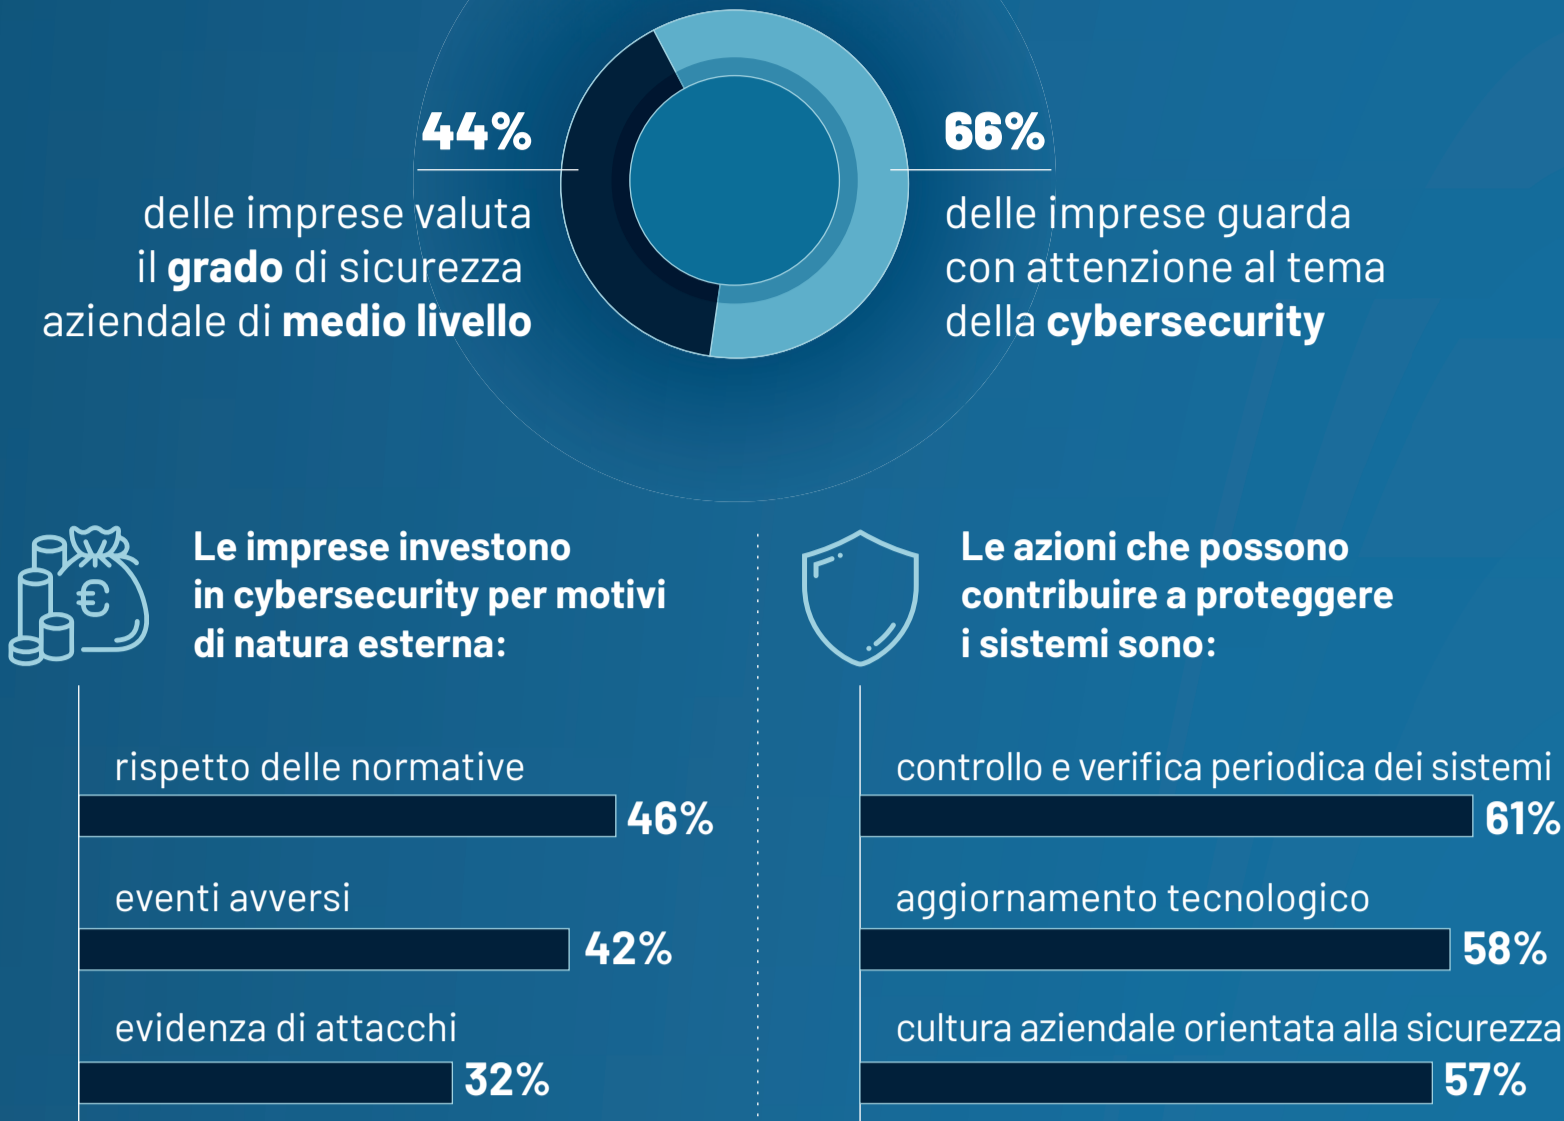 44%
delle imprese valuta
il grado di sicurezza
aziendale di medio livello
66%
delle imprese guarda
con attenzione al tema
della cybersecurity
€
Le imprese investono
in cybersecurity per motivi
di natura esterna:
rispetto delle normative
46%
eventi avversi
42%
evidenza di attacchi
32%
Le azioni che possono
contribuire a proteggere
i sistemi sono:
controllo e verifica periodica dei sistemi
61%
aggiornamento tecnologico
58%
cultura aziendale orientata alla sicurezza
57%